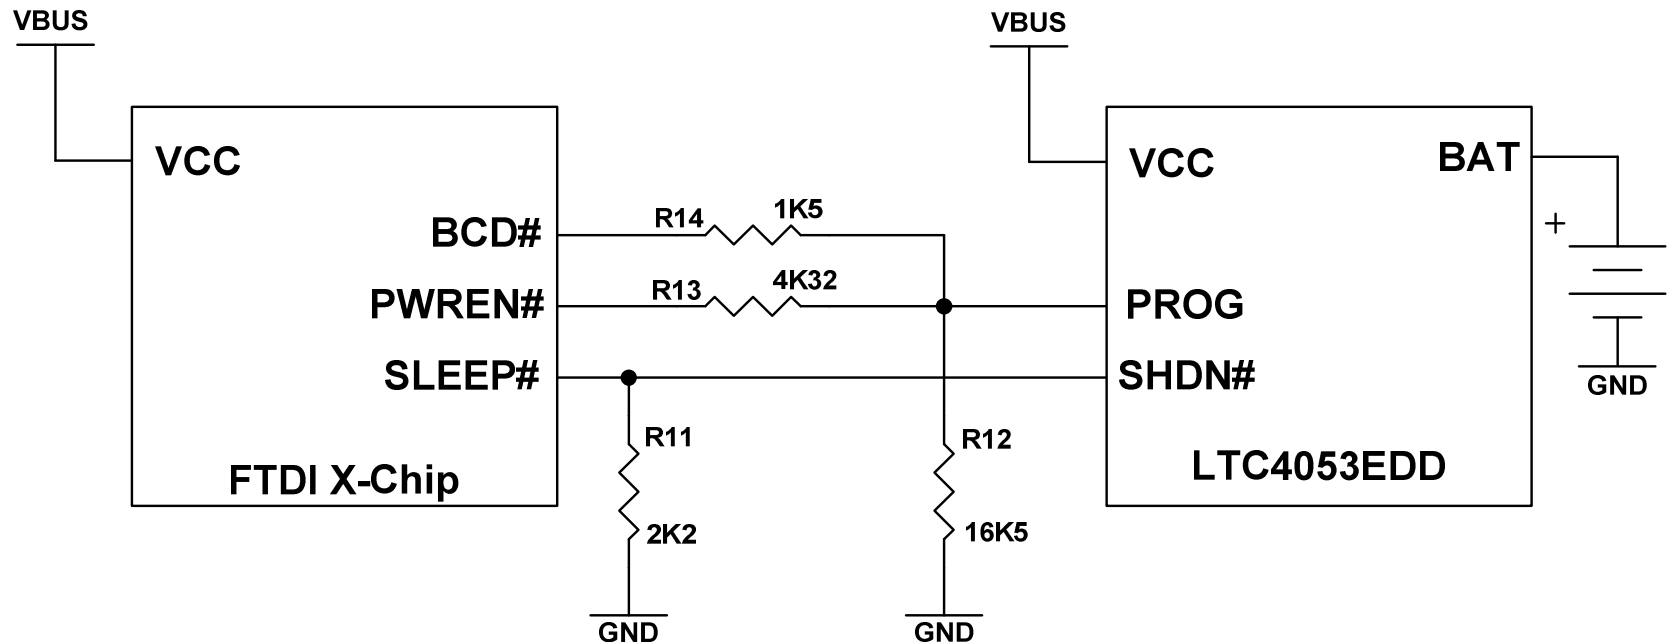 VBUS
VBUS
VCC
VCC
BAT
R14
1K5
BCD#
+
R13
4K32
PWREN#
PROG
SLEEP#
SHDN#
GND
R11
R12
FTDI X-Chip
LTC4053EDD
2K2
16K5
GND
GND